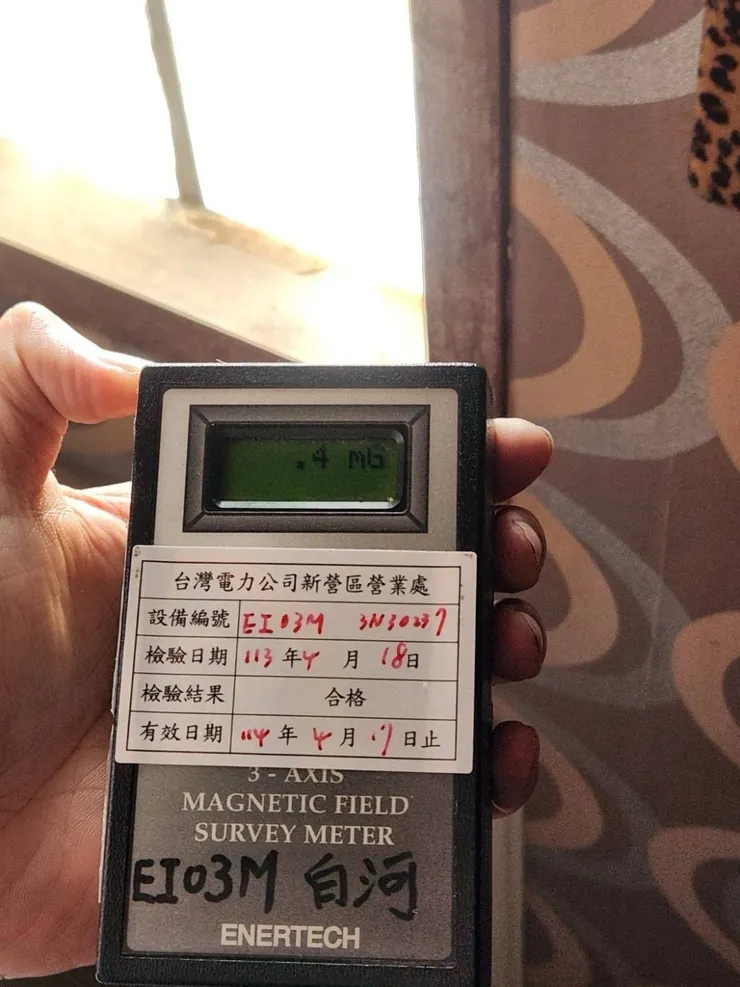 .4 mG
台灣電力公司新營區營業處
設備編號 EI03M 3N30237
檢驗日期 113年4月18日
檢驗結果 合格
有效日期 114年4月17日止
3 - AXIS
MAGNETIC FIELD
SURVEY METER
EI03M 白河
ENERTECH